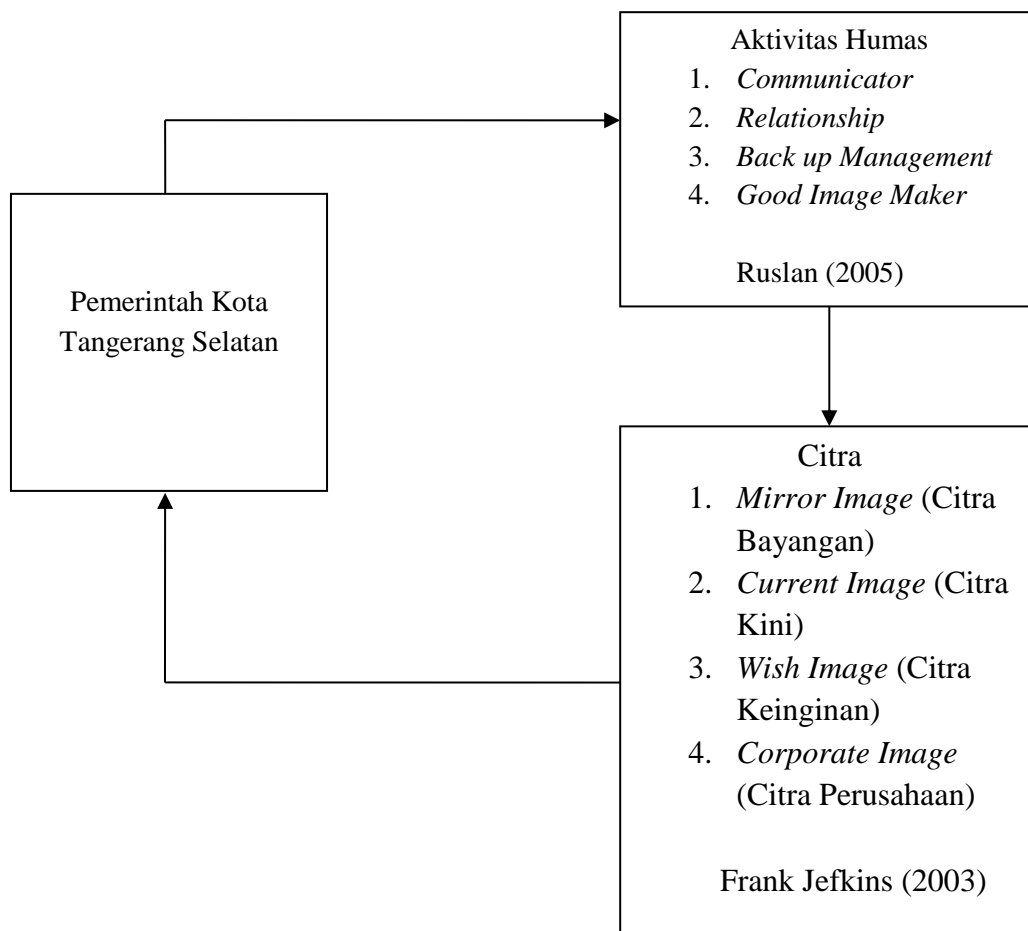 Pemerintah Kota
Tangerang Selatan
Aktivitas Humas
1. Communicator
2. Relationship
3. Back up Management
4. Good Image Maker
Ruslan (2005)
Citra
1. Mirror Image (Citra
Bayangan)
2. Current Image (Citra
Kini)
3. Wish Image (Citra
Keinginan)
4. Corporate Image
(Citra Perusahaan)
Frank Jefkins (2003)